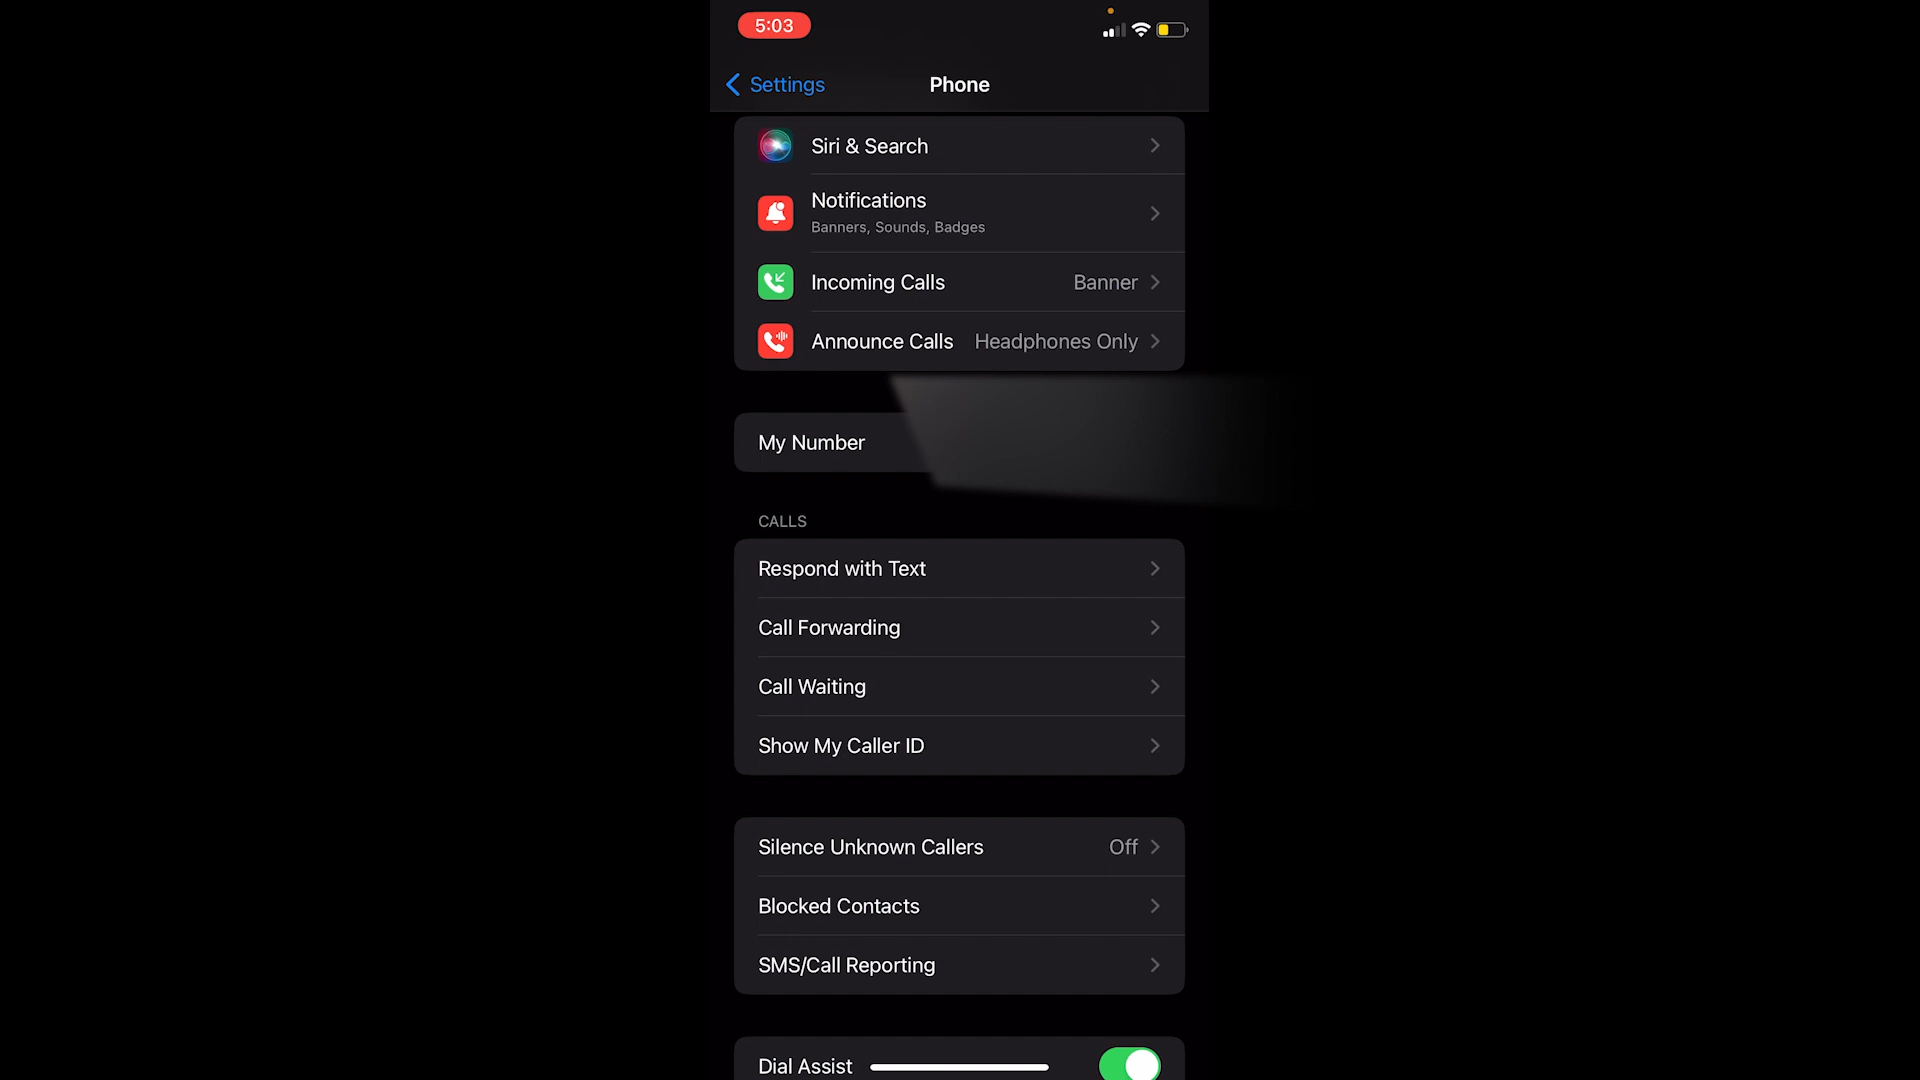 5:03
Settings
Phone
Siri & Search
Notifications
Banners, Sounds, Badges
Incoming Calls Banner
Announce Calls Headphones Only
My Number
CALLS
Respond with Text
Call Forwarding
Call Waiting
Show My Caller ID
Silence Unknown Callers Off
Blocked Contacts
SMS/Call Reporting
Dial Assist